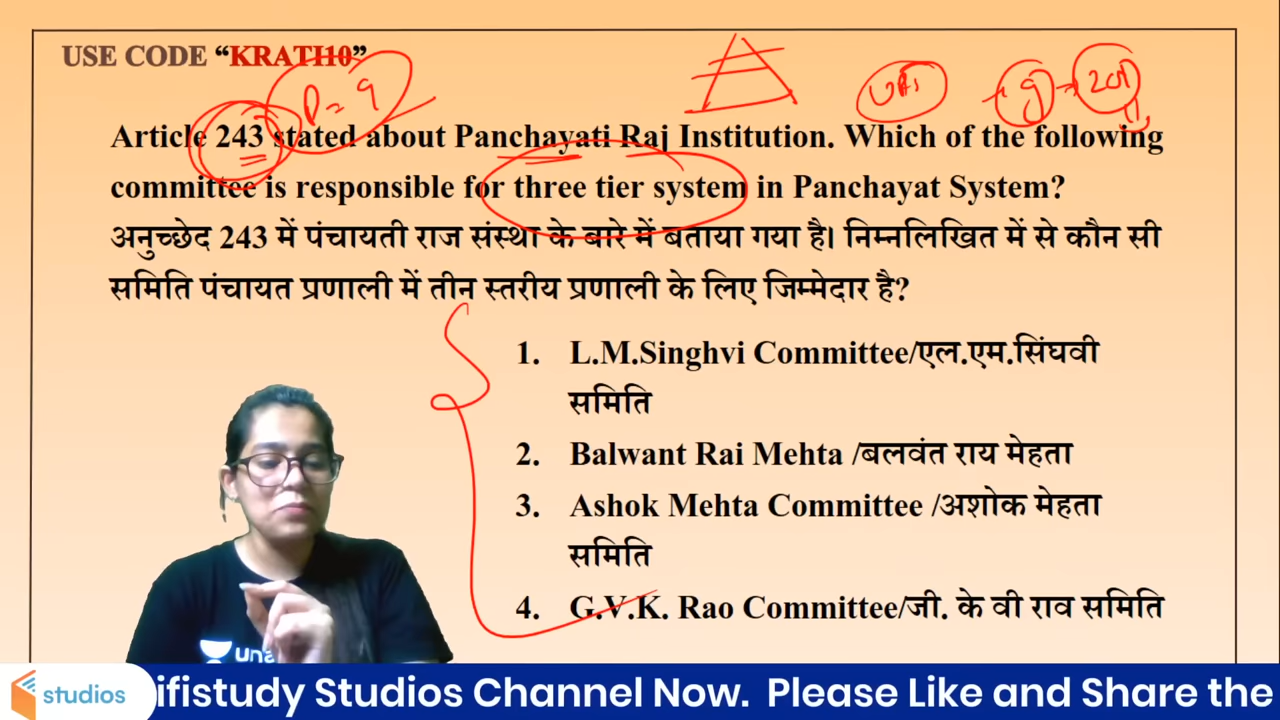 USE CODE “KRATI10”
P = 9
Article 243 stated about Panchayati Raj Institution. Which of the following
committee is responsible for three tier system in Panchayat System?
अनुच्छेद 243 में पंचायती राज संस्था के बारे में बताया गया है। निम्नलिखित में से कौन सी
समिति पंचायत प्रणाली में तीन स्तरीय प्रणाली के लिए जिम्मेदार है?
1. L.M.Singhvi Committee/एल.एम.सिंघवी
समिति
2. Balwant Rai Mehta /बलवंत राय मेहता
3. Ashok Mehta Committee /अशोक मेहता
समिति
4. G.V.K. Rao Committee/जी. के वी राव समिति
una
studios
ifistudy Studios Channel Now. Please Like and Share the